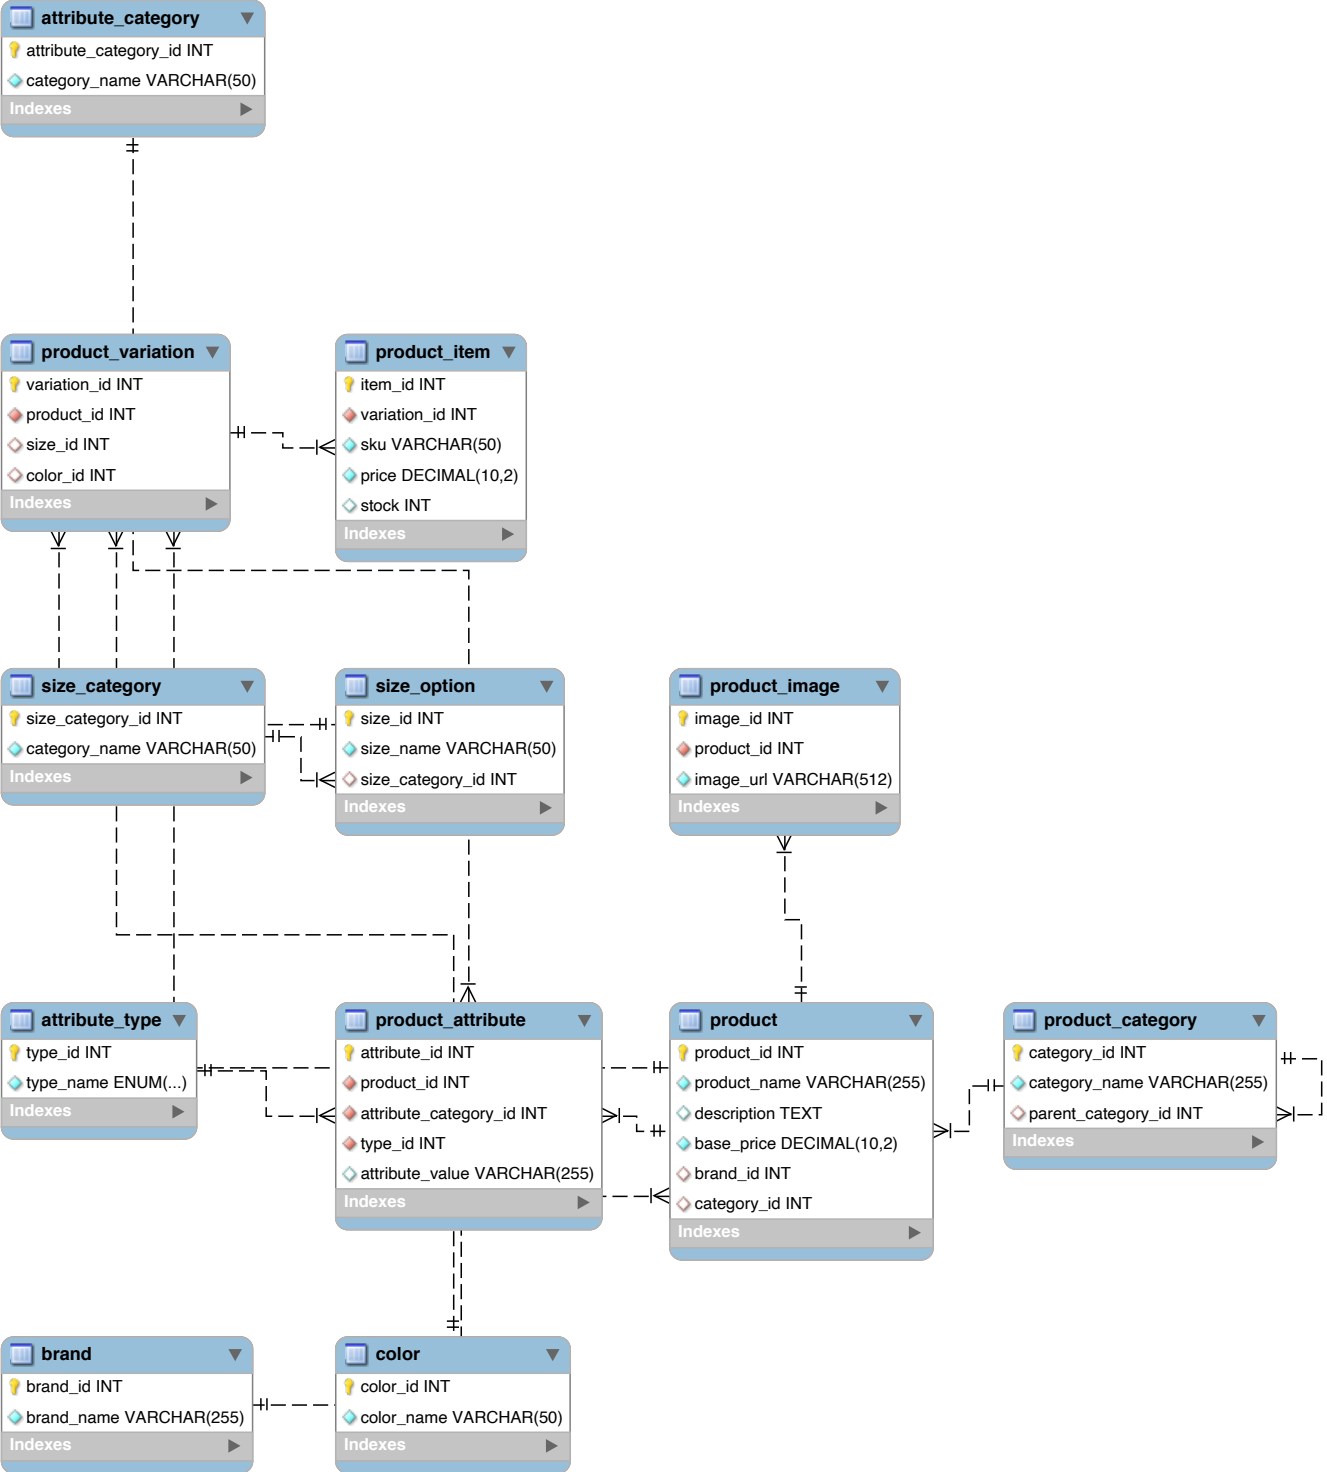 attribute_category
attribute_category_id INT
category_name VARCHAR(50)
Indexes
product_variation
variation_id INT
product_id INT
size_id INT
color_id INT
Indexes
product_item
item_id INT
variation_id INT
sku VARCHAR(50)
price DECIMAL(10,2)
stock INT
Indexes
size_category
size_category_id INT
category_name VARCHAR(50)
Indexes
size_option
size_id INT
size_name VARCHAR(50)
size_category_id INT
Indexes
product_image
image_id INT
product_id INT
image_url VARCHAR(512)
Indexes
attribute_type
type_id INT
type_name ENUM(...)
Indexes
product_attribute
attribute_id INT
product_id INT
attribute_category_id INT
type_id INT
attribute_value VARCHAR(255)
Indexes
product
product_id INT
product_name VARCHAR(255)
description TEXT
base_price DECIMAL(10,2)
brand_id INT
category_id INT
Indexes
product_category
category_id INT
category_name VARCHAR(255)
parent_category_id INT
Indexes
brand
brand_id INT
brand_name VARCHAR(255)
Indexes
color
color_id INT
color_name VARCHAR(50)
Indexes